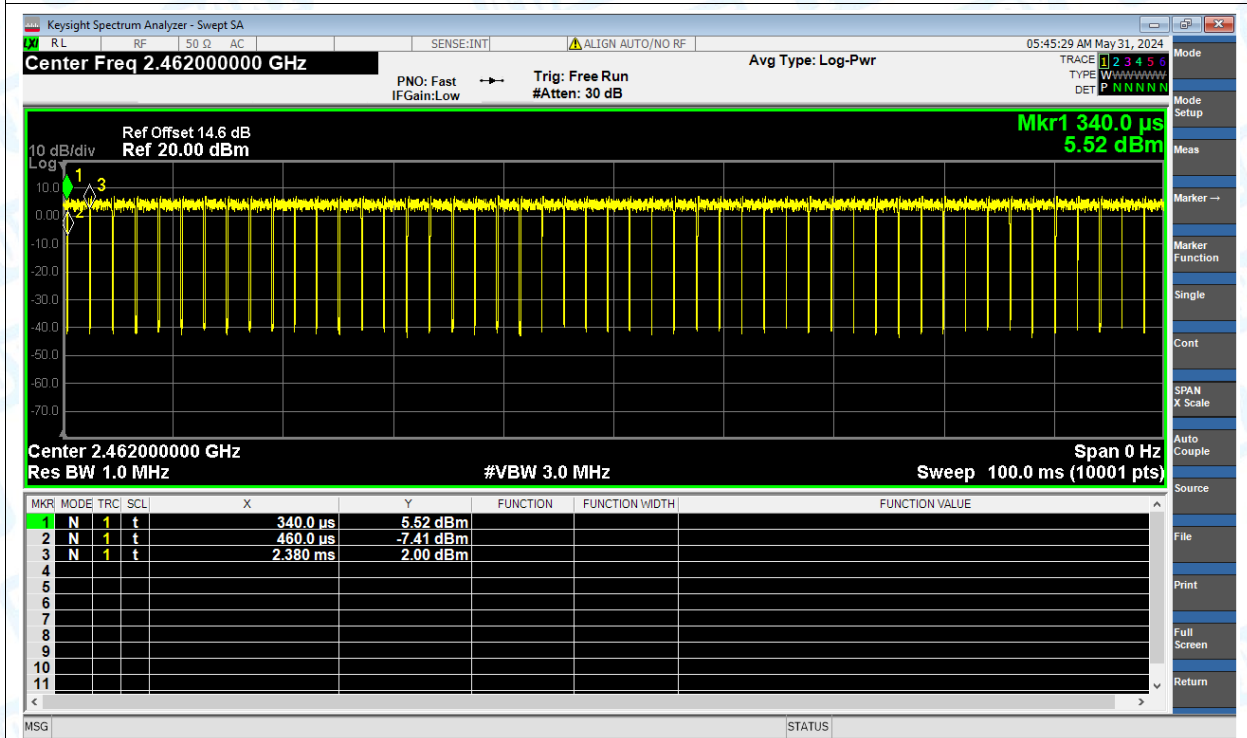 Keysight Spectrum Analyzer - Swept SA
LXI RL RF 50 Ω AC SENSE:INT ALIGN AUTO/NO RF 05:45:29 AM May 31, 2024
Center Freq 2.462000000 GHz
PNO: Fast
IFGain:Low
Trig: Free Run
#Atten: 30 dB
Avg Type: Log-Pwr
TRACE 1 2 3 4 5 6
TYPE WWWWWW
DET P N N N N N
Ref Offset 14.6 dB
10 dB/div Ref 20.00 dBm
Log
Mkr1 340.0 µs
5.52 dBm
1
2
3
10.0
0.00
-10.0
-20.0
-30.0
-40.0
-50.0
-60.0
-70.0
Center 2.462000000 GHz Span 0 Hz
Res BW 1.0 MHz #VBW 3.0 MHz Sweep 100.0 ms (10001 pts)
MKR MODE TRC SCL X Y FUNCTION FUNCTION WIDTH FUNCTION VALUE
1 N 1 t 340.0 µs 5.52 dBm
2 N 1 t 460.0 µs -7.41 dBm
3 N 1 t 2.380 ms 2.00 dBm
4
5
6
7
8
9
10
11
MSG STATUS
Mode
Mode
Setup
Meas
Marker →
Marker
Function
Single
Cont
SPAN
X Scale
Auto
Couple
Source
File
Print
Full
Screen
Return